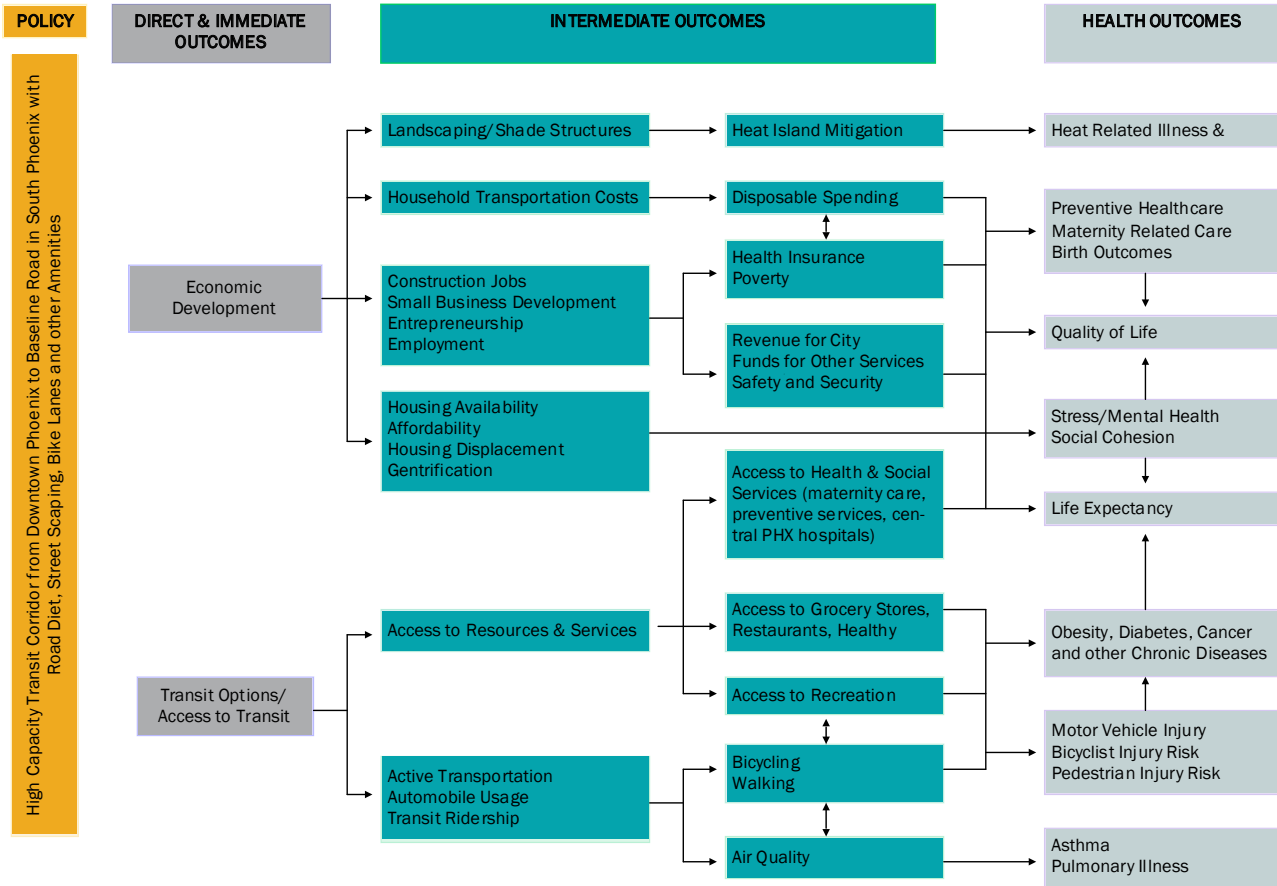 POLICY
DIRECT & IMMEDIATE
OUTCOMES
INTERMEDIATE OUTCOMES
HEALTH OUTCOMES
High Capacity Transit Corridor from Downtown Phoenix to Baseline Road in South Phoenix with
Road Diet, Street Scaping, Bike Lanes and other Amenities
Economic
Development
Transit Options/
Access to Transit
Landscaping/Shade Structures
Household Transportation Costs
Construction Jobs
Small Business Development
Entrepreneurship
Employment
Housing Availability
Affordability
Housing Displacement
Gentrification
Access to Resources & Services
Active Transportation
Automobile Usage
Transit Ridership
Heat Island Mitigation
Disposable Spending
Health Insurance
Poverty
Revenue for City
Funds for Other Services
Safety and Security
Access to Health & Social
Services (maternity care,
preventive services, cen-
tral PHX hospitals)
Access to Grocery Stores,
Restaurants, Healthy
Access to Recreation
Bicycling
Walking
Air Quality
Heat Related Illness &
Preventive Healthcare
Maternity Related Care
Birth Outcomes
Quality of Life
Stress/Mental Health
Social Cohesion
Life Expectancy
Obesity, Diabetes, Cancer
and other Chronic Diseases
Motor Vehicle Injury
Bicyclist Injury Risk
Pedestrian Injury Risk
Asthma
Pulmonary Illness